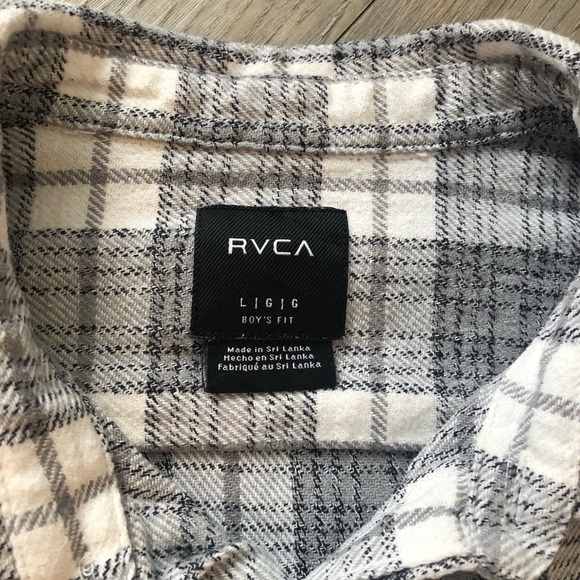 RVCA
L|G|G
BOY'S FIT
Made in Sri Lanka
Hecho en Sri Lanka
Fabriqué au Sri Lanka